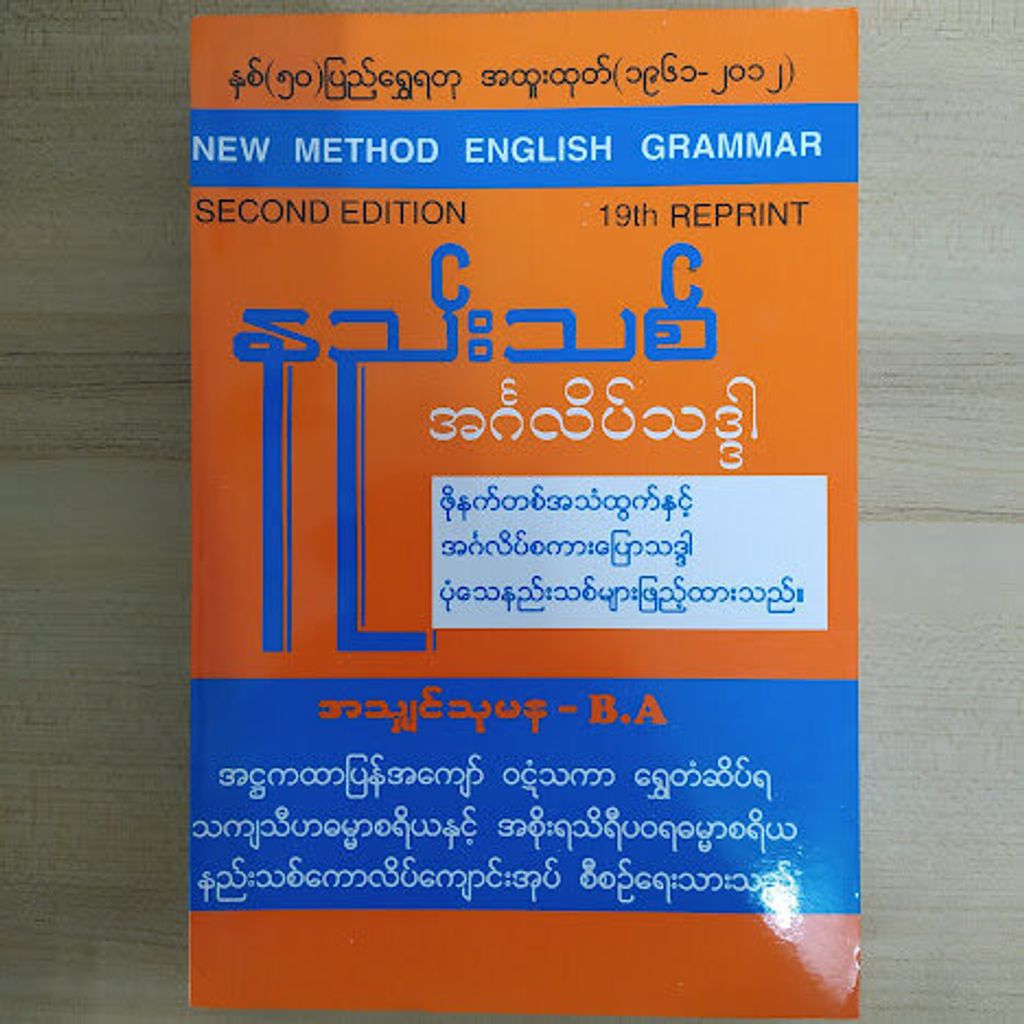 နှစ်(၅၀)ပြည်ရွှေရတု အထူးထုတ်(၁၉၆၁-၂၀၁၂)
NEW METHOD ENGLISH GRAMMAR
SECOND EDITION 19th REPRINT
နည်းသစ်
အင်္ဂလိပ်သဒ္ဒါ
ဖိုနက်တစ်အသံထွက်နှင့်
အင်္ဂလိပ်စကားပြောသဒ္ဒါ
ပုံသေနည်းသစ်များဖြည့်ထားသည်။
အသျှင်သုမန - B.A
အဋ္ဌကထာပြန်အကျော် ဝဋံသကာ ရွှေတံဆိပ်ရ
သကျသီဟဓမ္မာစရိယနှင့် အစိုးရသိရီပဝရဓမ္မာစရိယ
နည်းသစ်ကောလိပ်ကျောင်းအုပ် စီစဉ်ရေးသားသည်